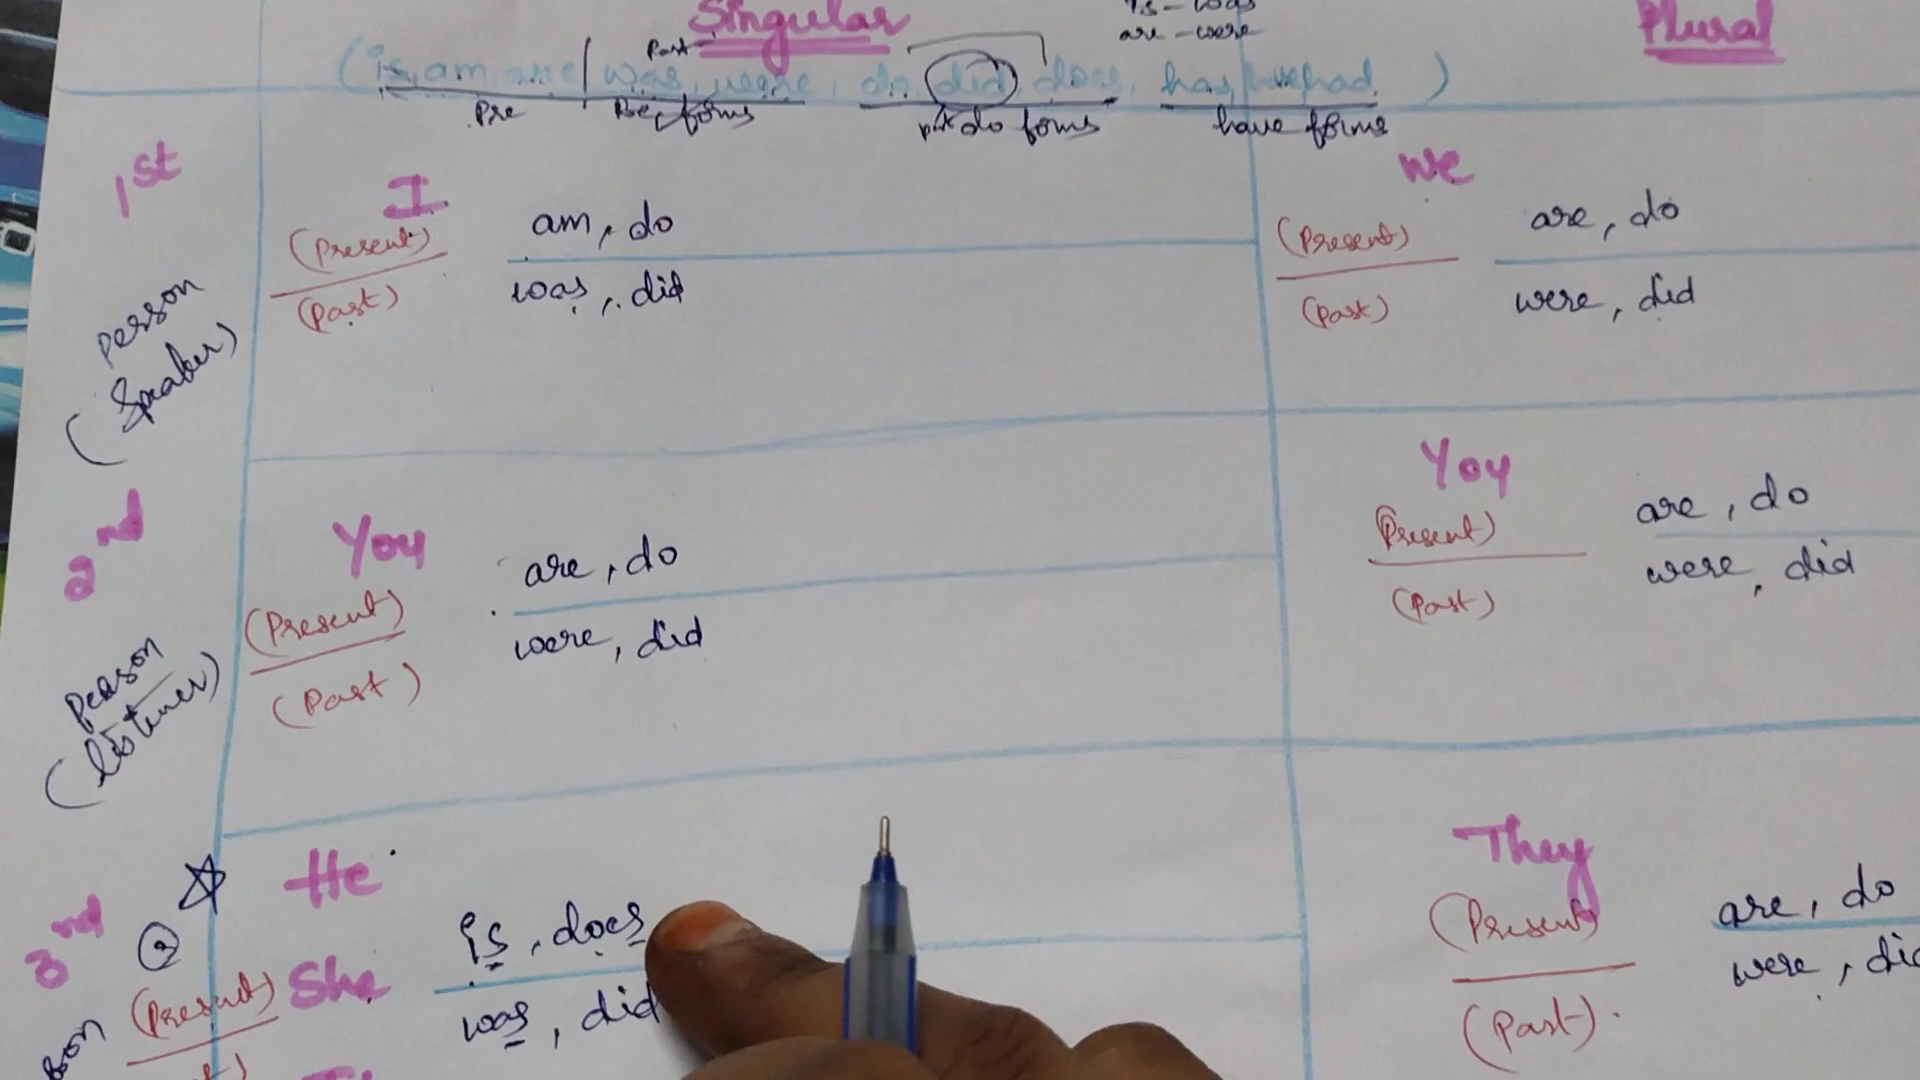 Singular
is - was
are - were
Plural
Past
(is, am are | was, were, do did does, has have had )
Pre
Be forms
past do forms
have forms
1st
person
(Speaker)
I
(Present)
(Past)
am, do
was, did
We
(Present)
(Past)
are, do
were, did
2nd
person
(listener)
You
(Present)
(Past)
are, do
were, did
You
(Present)
(Past)
are, do
were, did
3rd
He
She
(Present)
is, does
was, did
They
(Present)
(Past)
are, do
were, did